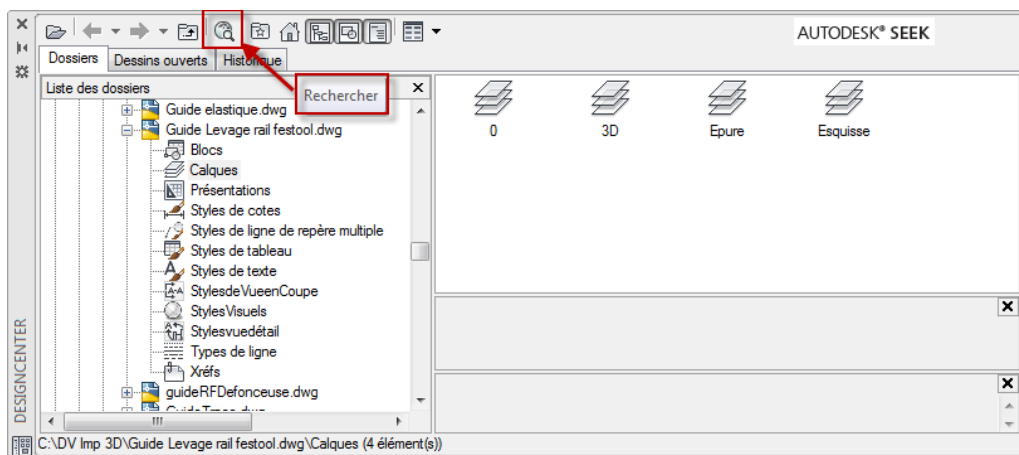 AUTODESK® SEEK
Dossiers
Dessins ouverts
Historique
Rechercher
Liste des dossiers
Guide elastique.dwg
Guide Levage rail festool.dwg
Blocs
Calques
Présentations
Styles de cotes
Styles de ligne de repère multiple
Styles de tableau
Styles de texte
StylesdeVueenCoupe
StylesVisuels
Stylesvuedétail
Types de ligne
Xréfs
guideRFDefonceuse.dwg
0
3D
Epure
Esquisse
DESIGNCENTER
C:\DV Imp 3D\Guide Levage rail festool.dwg\Calques (4 élément(s))